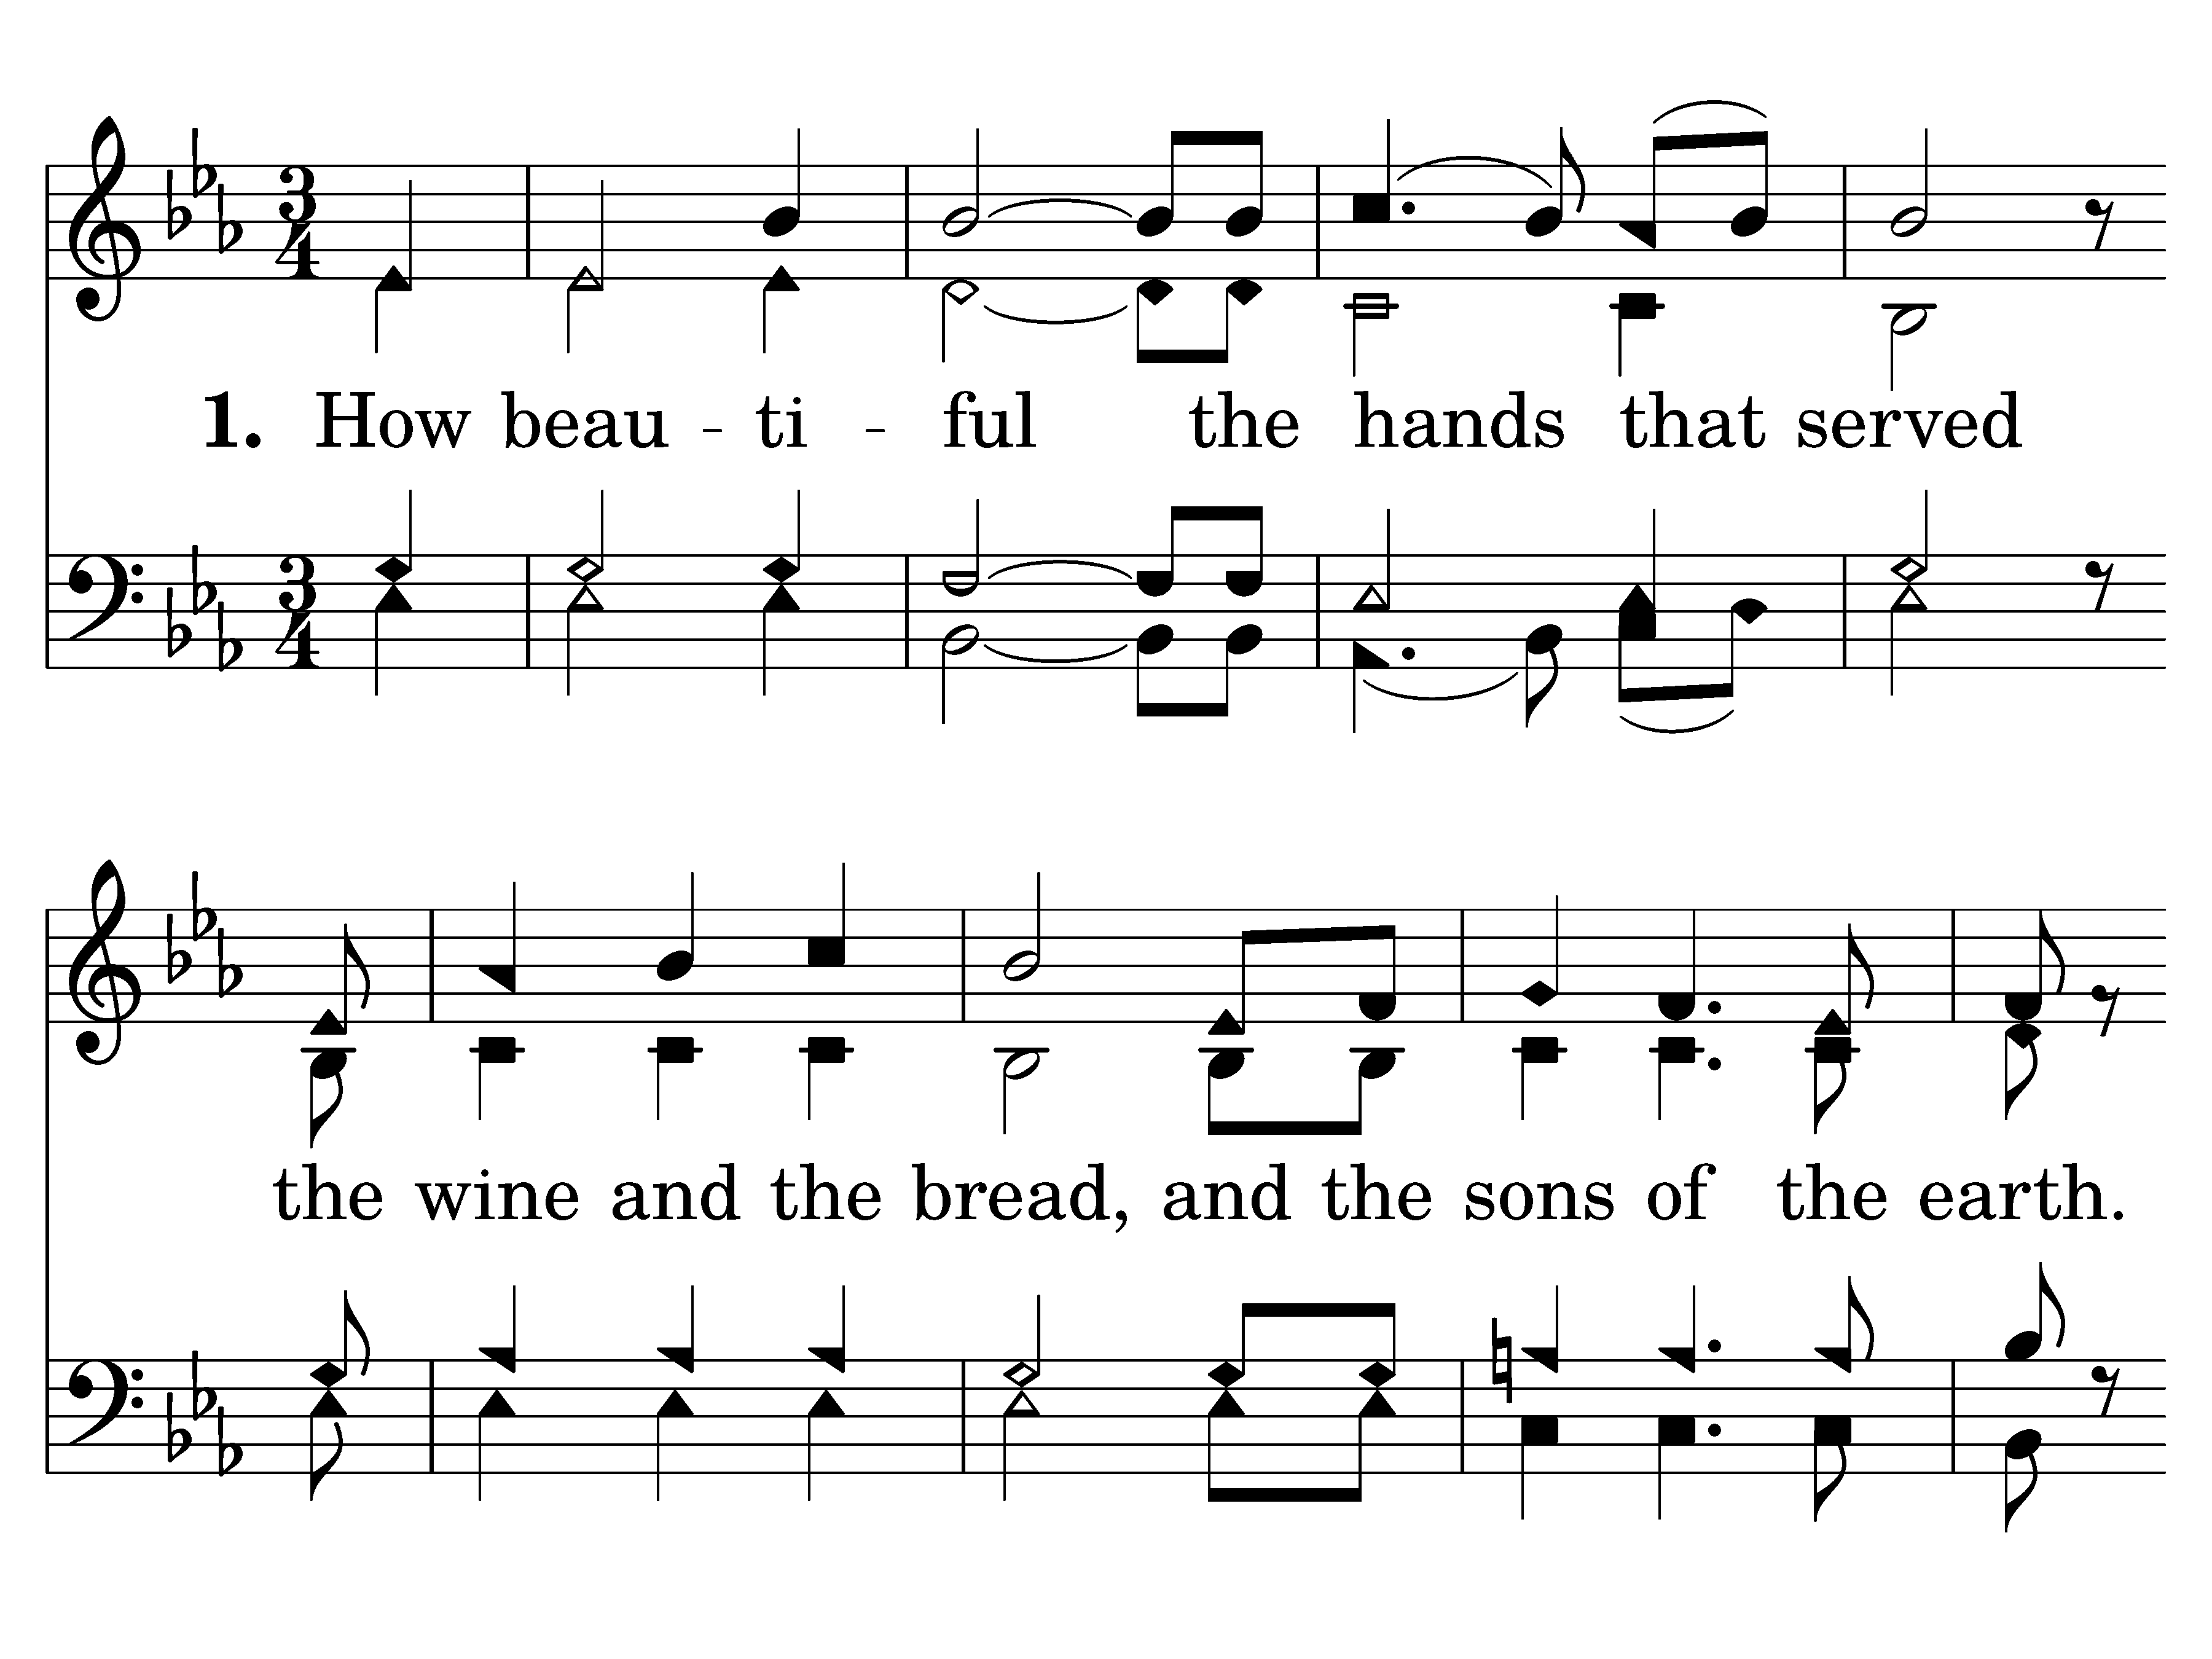 1. How beau - ti - ful the hands that served
the wine and the bread, and the sons of the earth.